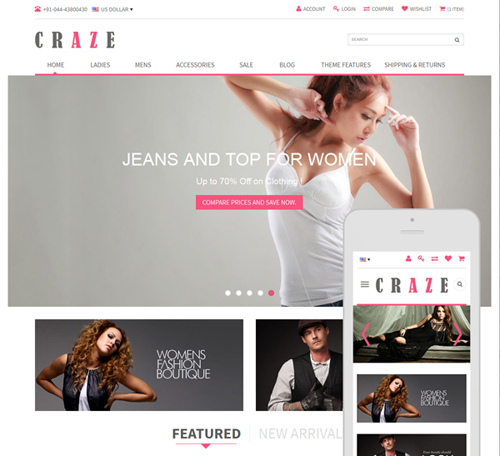 +91-044-43800430 US DOLLAR
ACCOUNT LOGIN COMPARE WISHLIST (1 ITEM)
CRAZE
SEARCH
HOME LADIES MENS ACCESSORIES SALE BLOG THEME FEATURES SHIPPING & RETURNS
JEANS AND TOP FOR WOMEN
Up to 70% Off on Clothing !
COMPARE PRICES AND SAVE NOW.
WOMENS
FASHION
BOUTIQUE
FEATURED NEW ARRIVAL
CRAZE
WOMENS
FASHION
BOUTIQUE